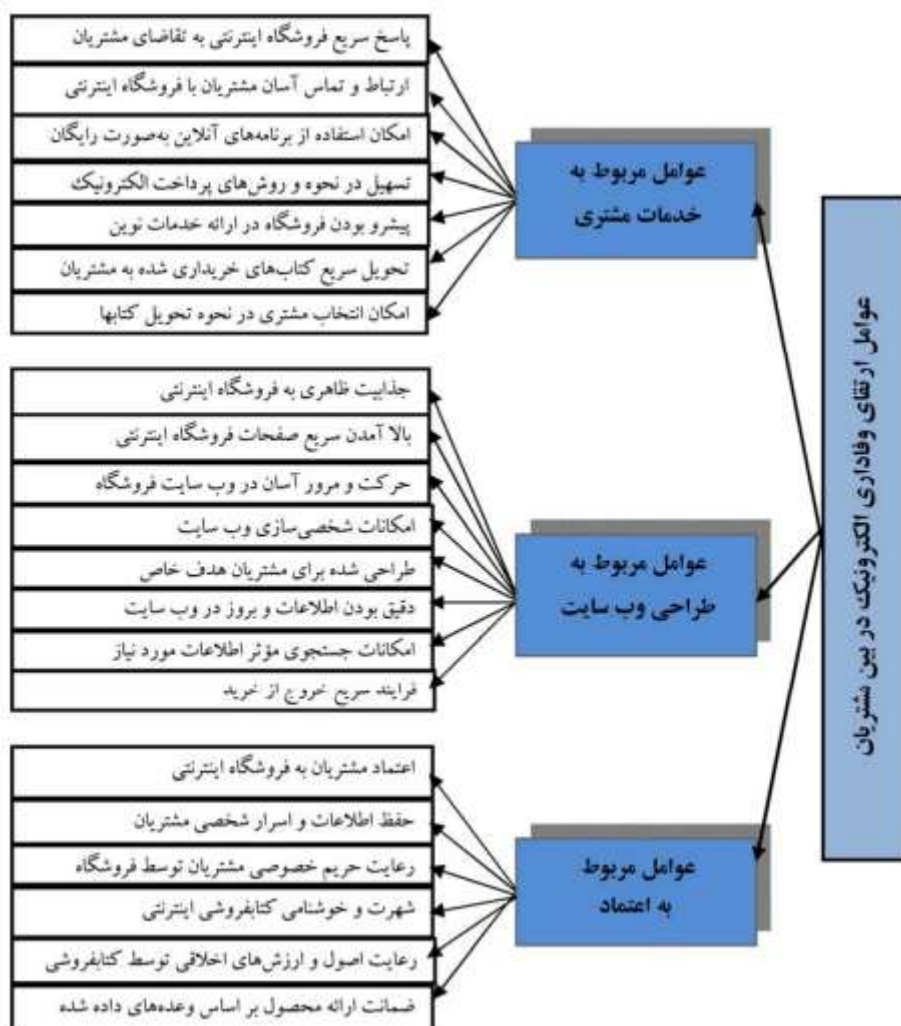 عوامل ارتقای وفاداری الکترونیک در بین مشتریان
عوامل مربوط به
خدمات مشتری
پاسخ سریع فروشگاه اینترنتی به تقاضای مشتریان
ارتباط و تماس آسان مشتریان با فروشگاه اینترنتی
امکان استفاده از برنامه‌های آنلاین به‌صورت رایگان
تسهیل در نحوه و روش‌های پرداخت الکترونیک
پیشرو بودن فروشگاه در ارائه خدمات نوین
تحویل سریع کتاب‌های خریداری شده به مشتریان
امکان انتخاب مشتری در نحوه تحویل کتابها
عوامل مربوط به
طراحی وب سایت
جذابیت ظاهری به فروشگاه اینترنتی
بالا آمدن سریع صفحات فروشگاه اینترنتی
حرکت و مرور آسان در وب سایت فروشگاه
امکانات شخصی‌سازی وب سایت
طراحی شده برای مشتریان هدف خاص
دقیق بودن اطلاعات و بروز در وب سایت
امکانات جستجوی مؤثر اطلاعات مورد نیاز
فرایند سریع خروج از خرید
عوامل مربوط
به اعتماد
اعتماد مشتریان به فروشگاه اینترنتی
حفظ اطلاعات و اسرار شخصی مشتریان
رعایت حریم خصوصی مشتریان توسط فروشگاه
شهرت و خوشنامی کتابفروشی اینترنتی
رعایت اصول و ارزش‌های اخلاقی توسط کتابفروشی
ضمانت ارائه محصول بر اساس وعده‌های داده شده